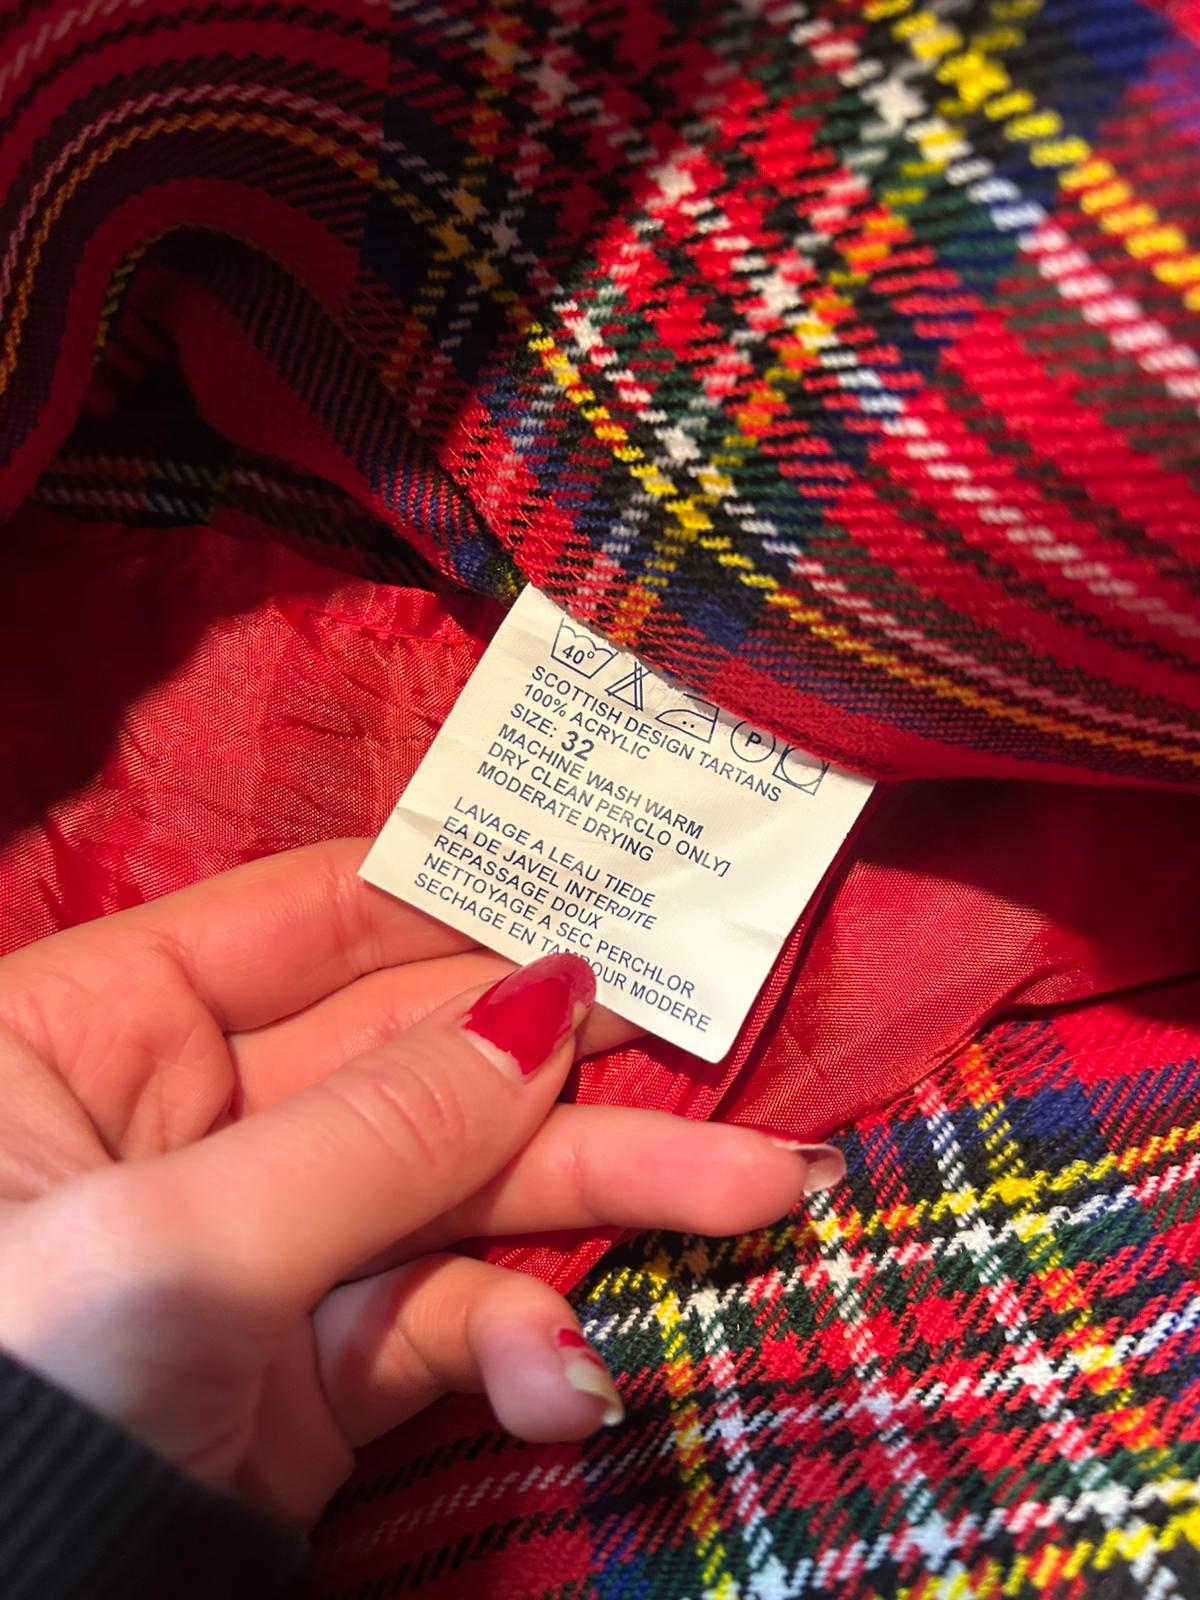 40°
P
SCOTTISH DESIGN TARTANS
100% ACRYLIC
SIZE: 32
MACHINE WASH WARM
DRY CLEAN PERCLO ONLY]
MODERATE DRYING
LAVAGE A LEAU TIEDE
EA DE JAVEL INTERDITE
REPASSAGE DOUX
NETTOYAGE A SEC PERCHLOR
SECHAGE EN TAMBOUR MODERE